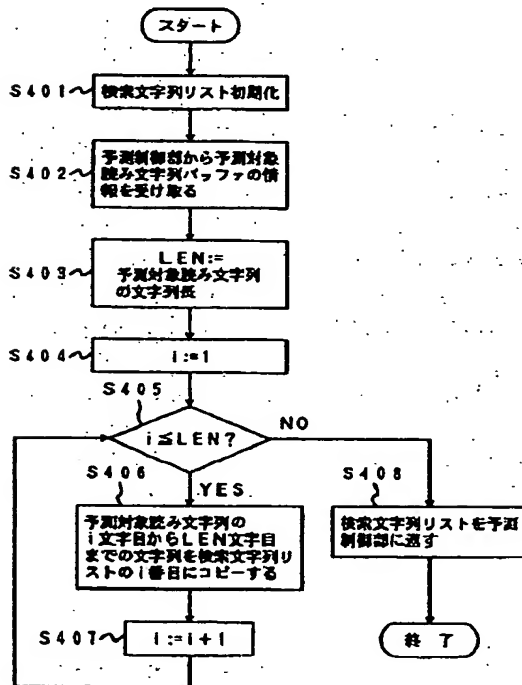 スタート
S401
検索文字列リスト初期化
S402
予測制御部から予測対象
読み文字列バッファの情
報を受け取る
S403
LEN:=
予測対象読み文字列
の文字列長
S404
i:=1
S405
i≦LEN?
NO
YES
S406
予測対象読み文字列の
i文字目からLEN文字目
までの文字列を検索文字列リ
ストのi番目にコピーする
S407
i:=i+1
S408
検索文字列リストを予測
制御部に返す
終了